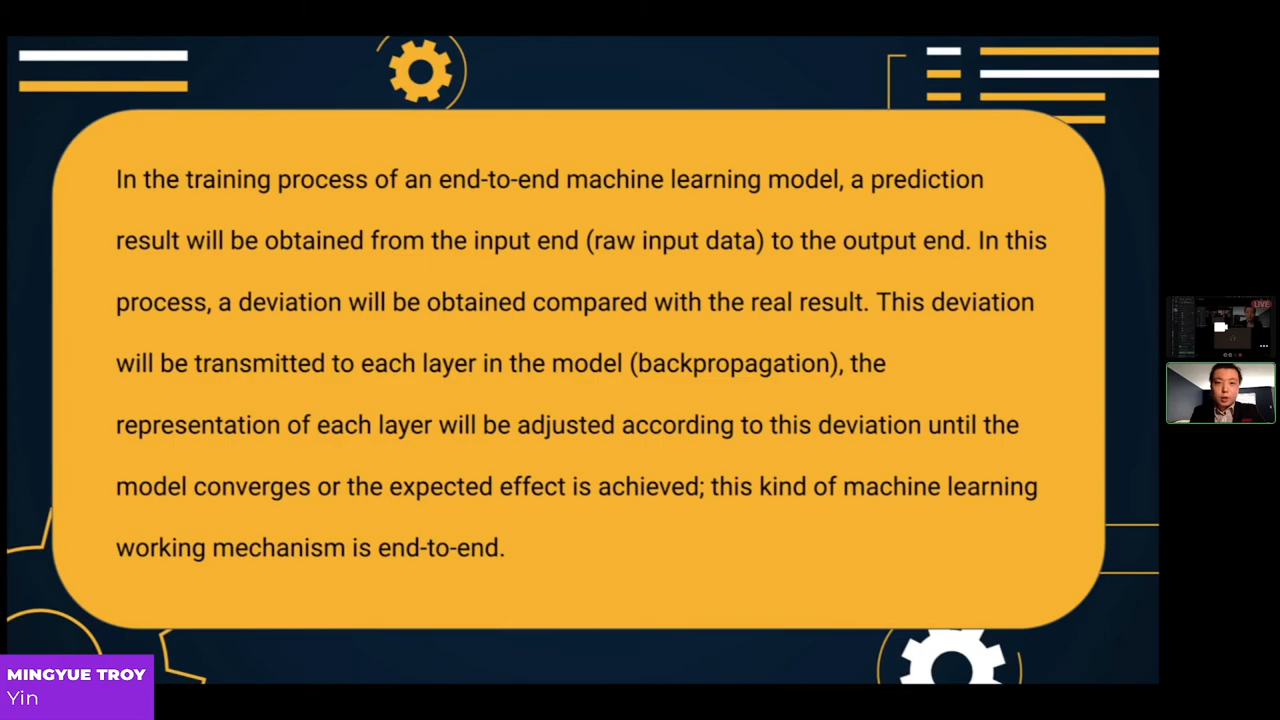 In the training process of an end-to-end machine learning model, a prediction
result will be obtained from the input end (raw input data) to the output end. In this
process, a deviation will be obtained compared with the real result. This deviation
will be transmitted to each layer in the model (backpropagation), the
representation of each layer will be adjusted according to this deviation until the
model converges or the expected effect is achieved; this kind of machine learning
working mechanism is end-to-end.
LIVE
MINGYUE TROY
Yin